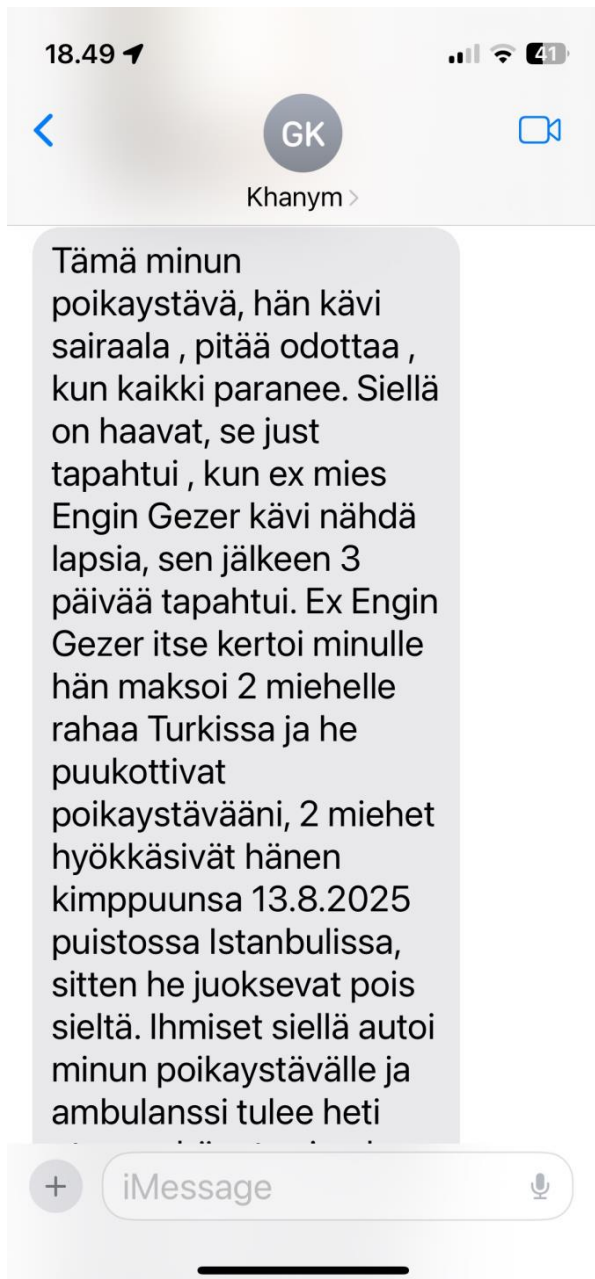 18.49
41
GK
Khanym
Tämä minun
poikaystävä, hän kävi
sairaala , pitää odottaa ,
kun kaikki paranee. Siellä
on haavat, se just
tapahtui , kun ex mies
Engin Gezer kävi nähdä
lapsia, sen jälkeen 3
päivää tapahtui. Ex Engin
Gezer itse kertoi minulle
hän maksoi 2 miehelle
rahaa Turkissa ja he
puukottivat
poikaystävääni, 2 miehet
hyökkäsivät hänen
kimppuunsa 13.8.2025
puistossa Istanbulissa,
sitten he juoksevat pois
sieltä. Ihmiset siellä autoi
minun poikaystävälle ja
ambulanssi tulee heti
iMessage